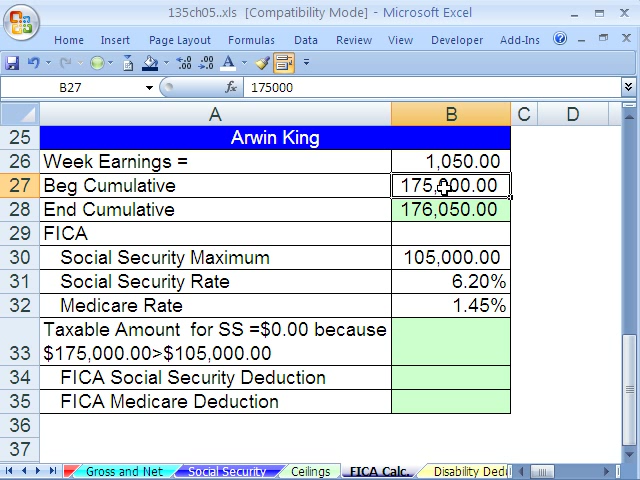 135ch05..xls [Compatibility Mode] - Microsoft Excel
Home Insert Page Layout Formulas Data Review View Developer Add-Ins
B27 fx 175000
A B C D
25 Arwin King
26 Week Earnings = 1,050.00
27 Beg Cumulative 175,000.00
28 End Cumulative 176,050.00
29 FICA
30 Social Security Maximum 105,000.00
31 Social Security Rate 6.20%
32 Medicare Rate 1.45%
Taxable Amount for SS =$0.00 because
33 $175,000.00>$105,000.00
34 FICA Social Security Deduction
35 FICA Medicare Deduction
36
37
Gross and Net Social Security Ceilings FICA Calc. Disability Dedu